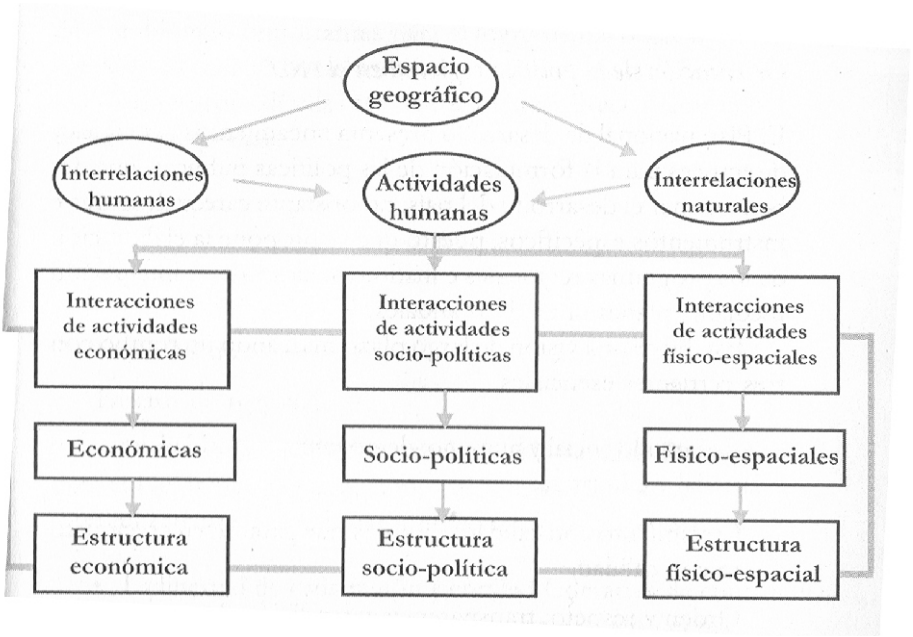 Espacio
geográfico
Interrelaciones
humanas
Actividades
humanas
Interrelaciones
naturales
Interacciones
de actividades
económicas
Interacciones
de actividades
socio-políticas
Interacciones
de actividades
físico-espaciales
Económicas
Socio-políticas
Físico-espaciales
Estructura
económica
Estructura
socio-política
Estructura
físico-espacial